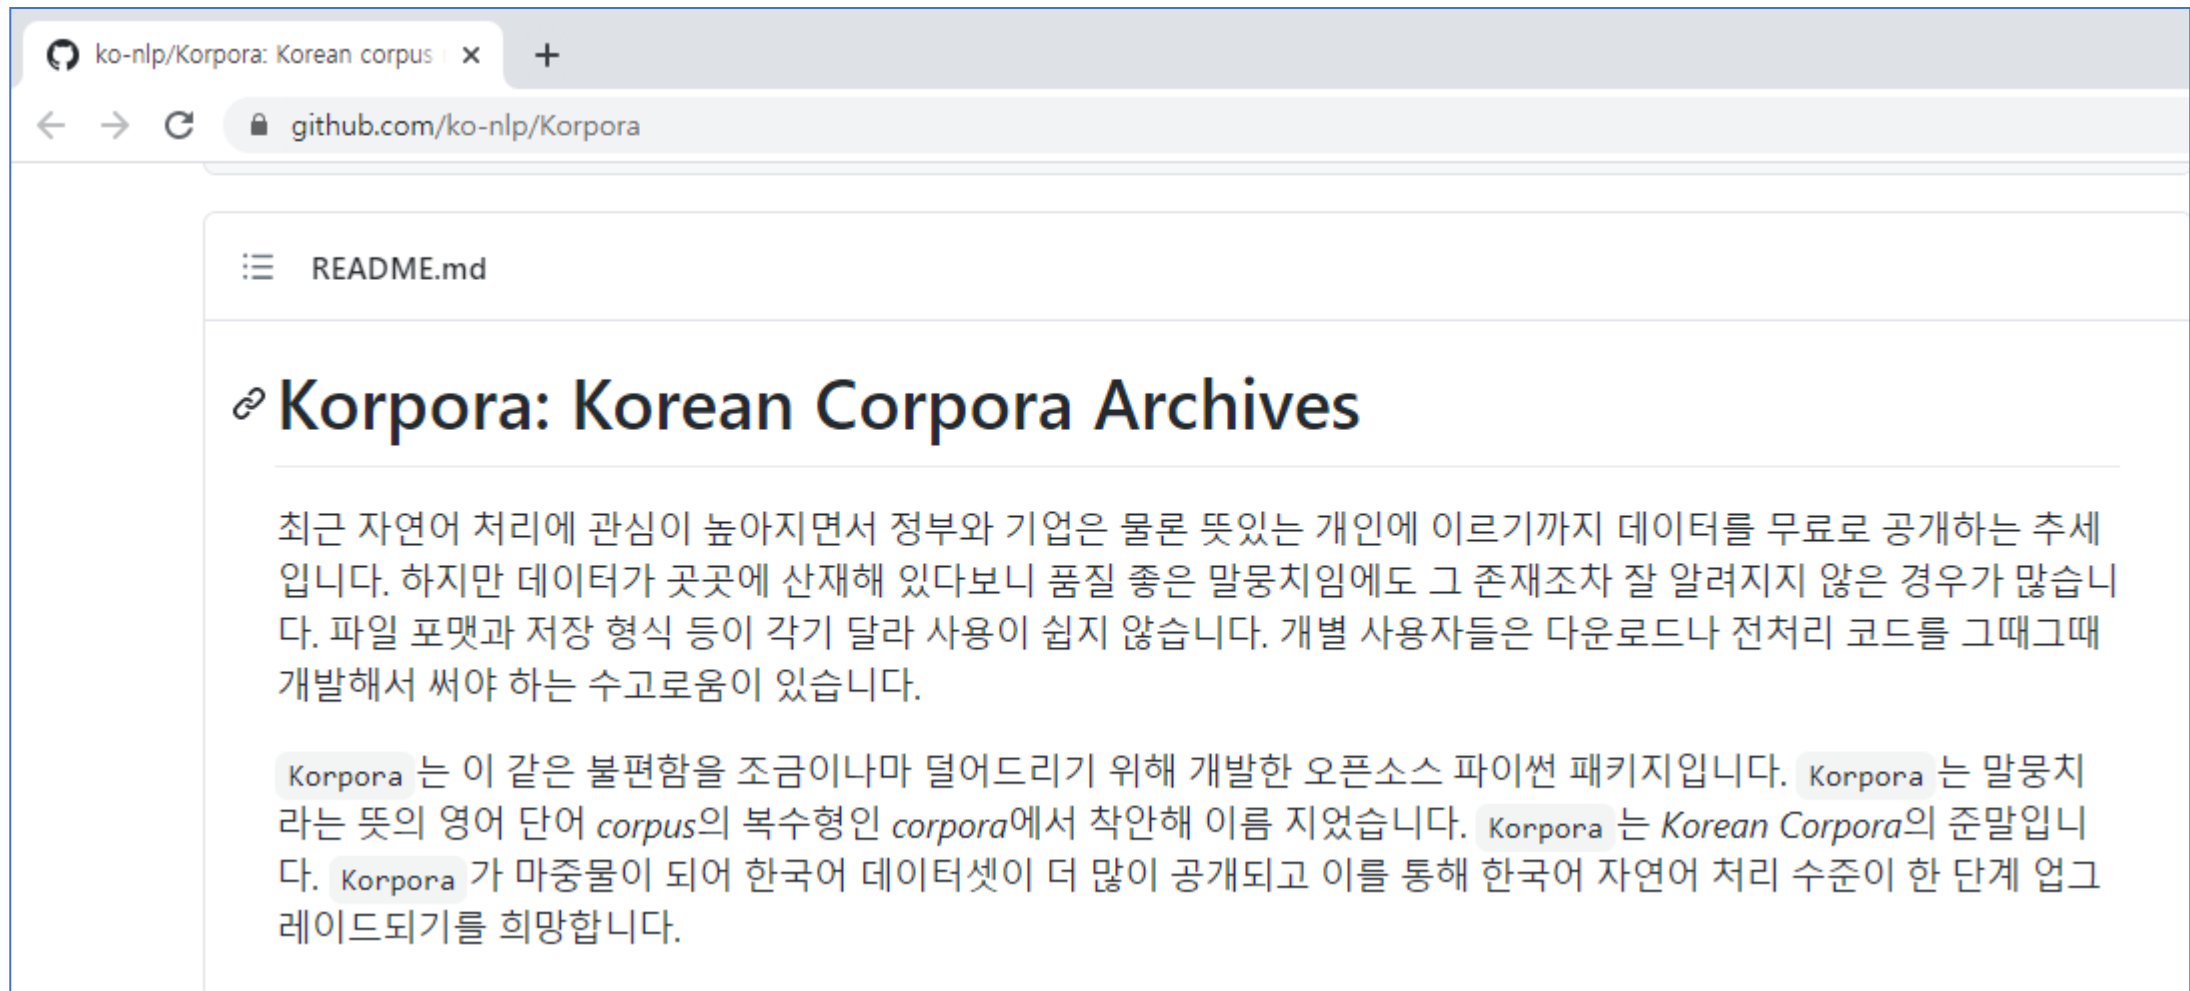 ko-nlp/Korpora: Korean corpus
github.com/ko-nlp/Korpora
README.md
Korpora: Korean Corpora Archives
최근 자연어 처리에 관심이 높아지면서 정부와 기업은 물론 뜻있는 개인에 이르기까지 데이터를 무료로 공개하는 추세
입니다. 하지만 데이터가 곳곳에 산재해 있다보니 품질 좋은 말뭉치임에도 그 존재조차 잘 알려지지 않은 경우가 많습니
다. 파일 포맷과 저장 형식 등이 각기 달라 사용이 쉽지 않습니다. 개별 사용자들은 다운로드나 전처리 코드를 그때그때
개발해서 써야 하는 수고로움이 있습니다.
Korpora 는 이 같은 불편함을 조금이나마 덜어드리기 위해 개발한 오픈소스 파이썬 패키지입니다. Korpora 는 말뭉치
라는 뜻의 영어 단어 corpus의 복수형인 corpora에서 착안해 이름 지었습니다. Korpora 는 Korean Corpora의 준말입니
다. Korpora 가 마중물이 되어 한국어 데이터셋이 더 많이 공개되고 이를 통해 한국어 자연어 처리 수준이 한 단계 업그
레이드되기를 희망합니다.